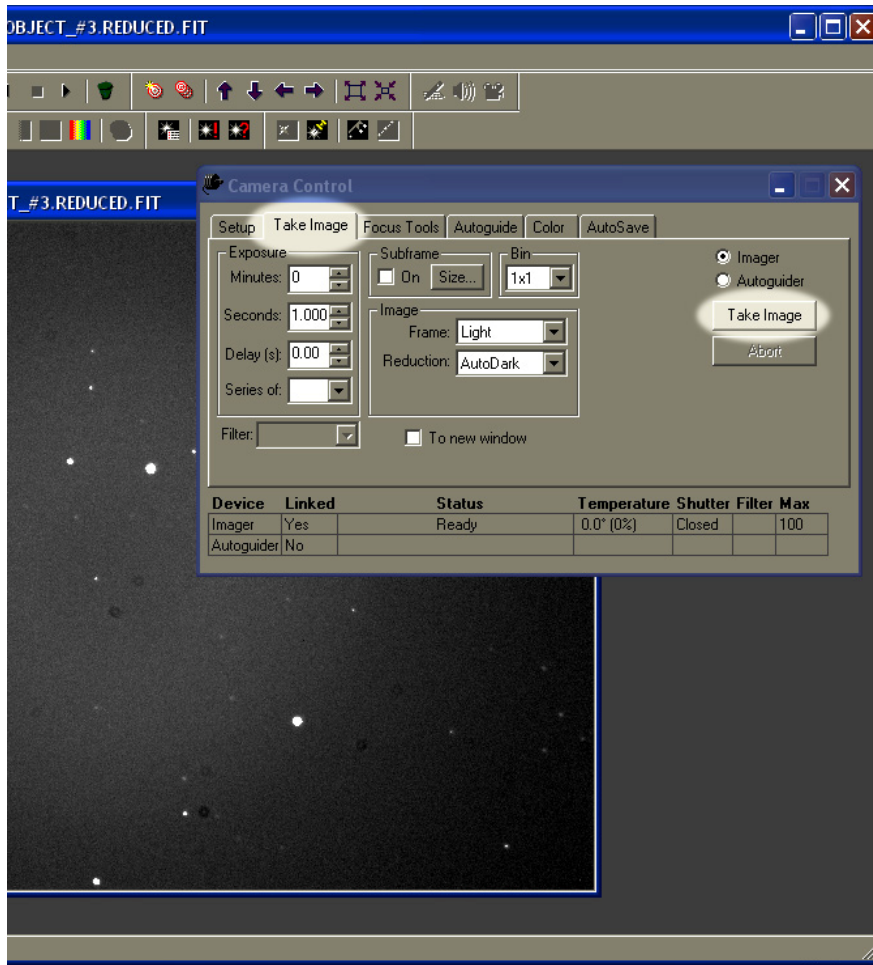 OBJECT_#3.REDUCED.FIT
T_#3.REDUCED.FIT
Camera Control
Setup Take Image Focus Tools Autoguide Color AutoSave
Exposure
Minutes: 0
Seconds: 1.000
Delay (s): 0.00
Series of:
Filter:
Subframe
On Size...
Bin
1x1
Image
Frame: Light
Reduction: AutoDark
To new window
Imager
Autoguider
Take Image
Abort
Device Linked Status Temperature Shutter Filter Max
Imager Yes Ready 0.0° (0%) Closed 100
Autoguider No